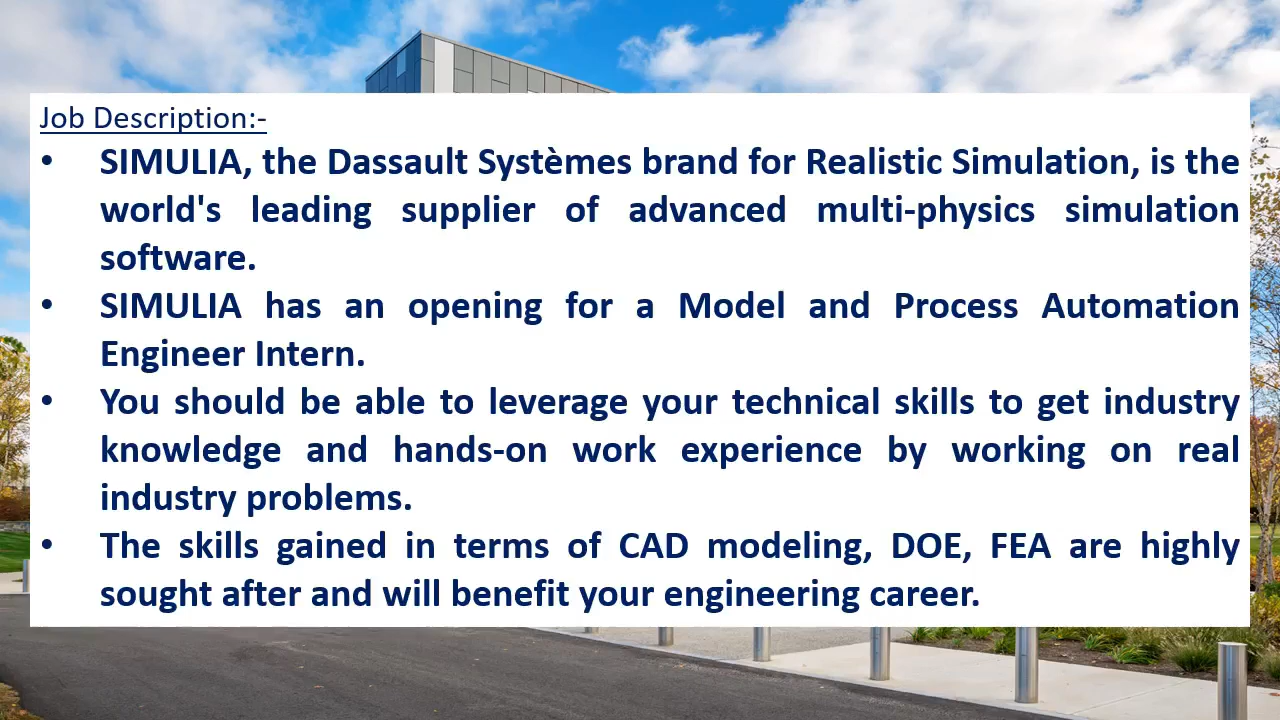 Job Description:-
• SIMULIA, the Dassault Systèmes brand for Realistic Simulation, is the
world's leading supplier of advanced multi-physics simulation
software.
• SIMULIA has an opening for a Model and Process Automation
Engineer Intern.
• You should be able to leverage your technical skills to get industry
knowledge and hands-on work experience by working on real
industry problems.
• The skills gained in terms of CAD modeling, DOE, FEA are highly
sought after and will benefit your engineering career.